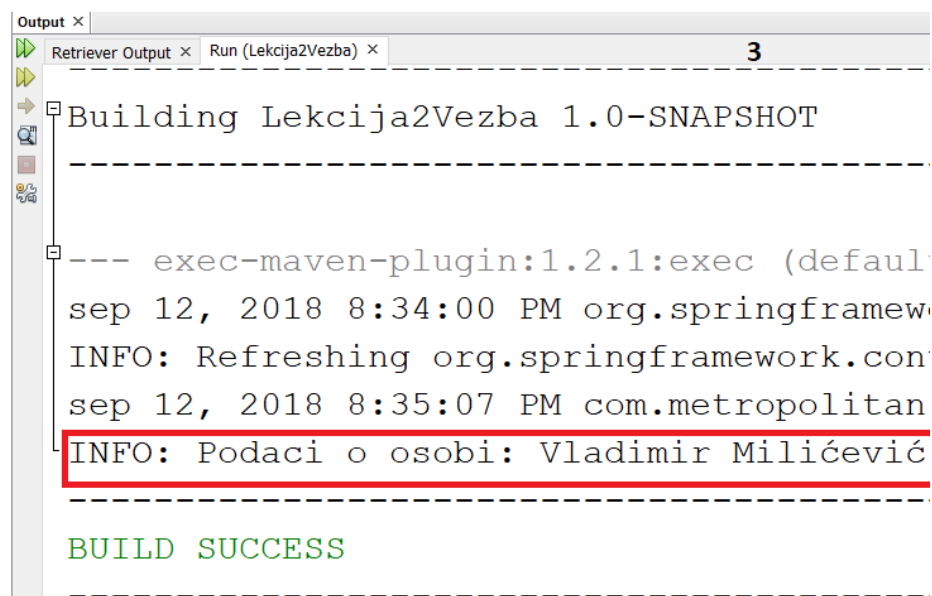 Output ×
Retriever Output × Run (Lekcija2Vezba) ×
3
Building Lekcija2Vezba 1.0-SNAPSHOT
--- exec-maven-plugin:1.2.1:exec (defaul
sep 12, 2018 8:34:00 PM org.springframew
INFO: Refreshing org.springframework.con
sep 12, 2018 8:35:07 PM com.metropolitan
INFO: Podaci o osobi: Vladimir Milićević
BUILD SUCCESS